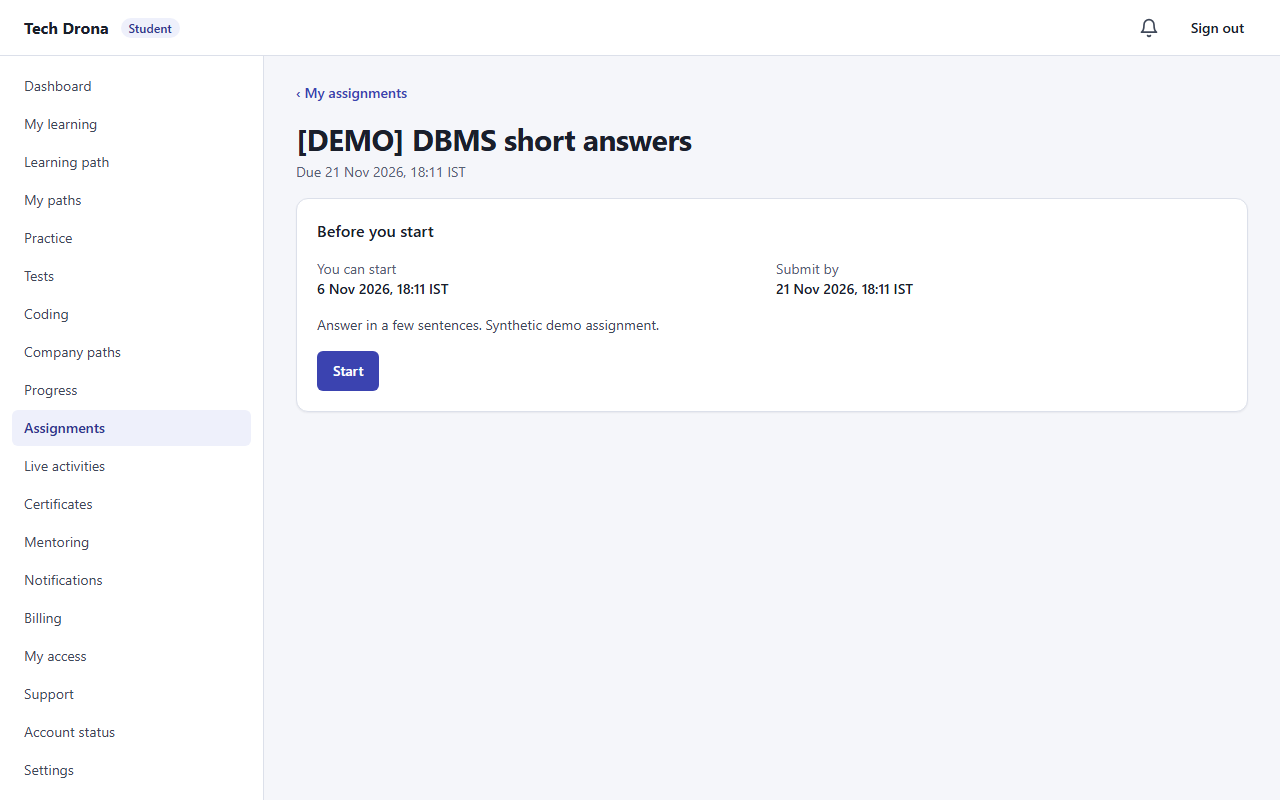 Tech Drona
Student
Sign out
Dashboard
My learning
Learning path
My paths
Practice
Tests
Coding
Company paths
Progress
Assignments
Live activities
Certificates
Mentoring
Notifications
Billing
My access
Support
Account status
Settings
‹ My assignments
[DEMO] DBMS short answers
Due 21 Nov 2026, 18:11 IST
Before you start
You can start
6 Nov 2026, 18:11 IST
Submit by
21 Nov 2026, 18:11 IST
Answer in a few sentences. Synthetic demo assignment.
Start